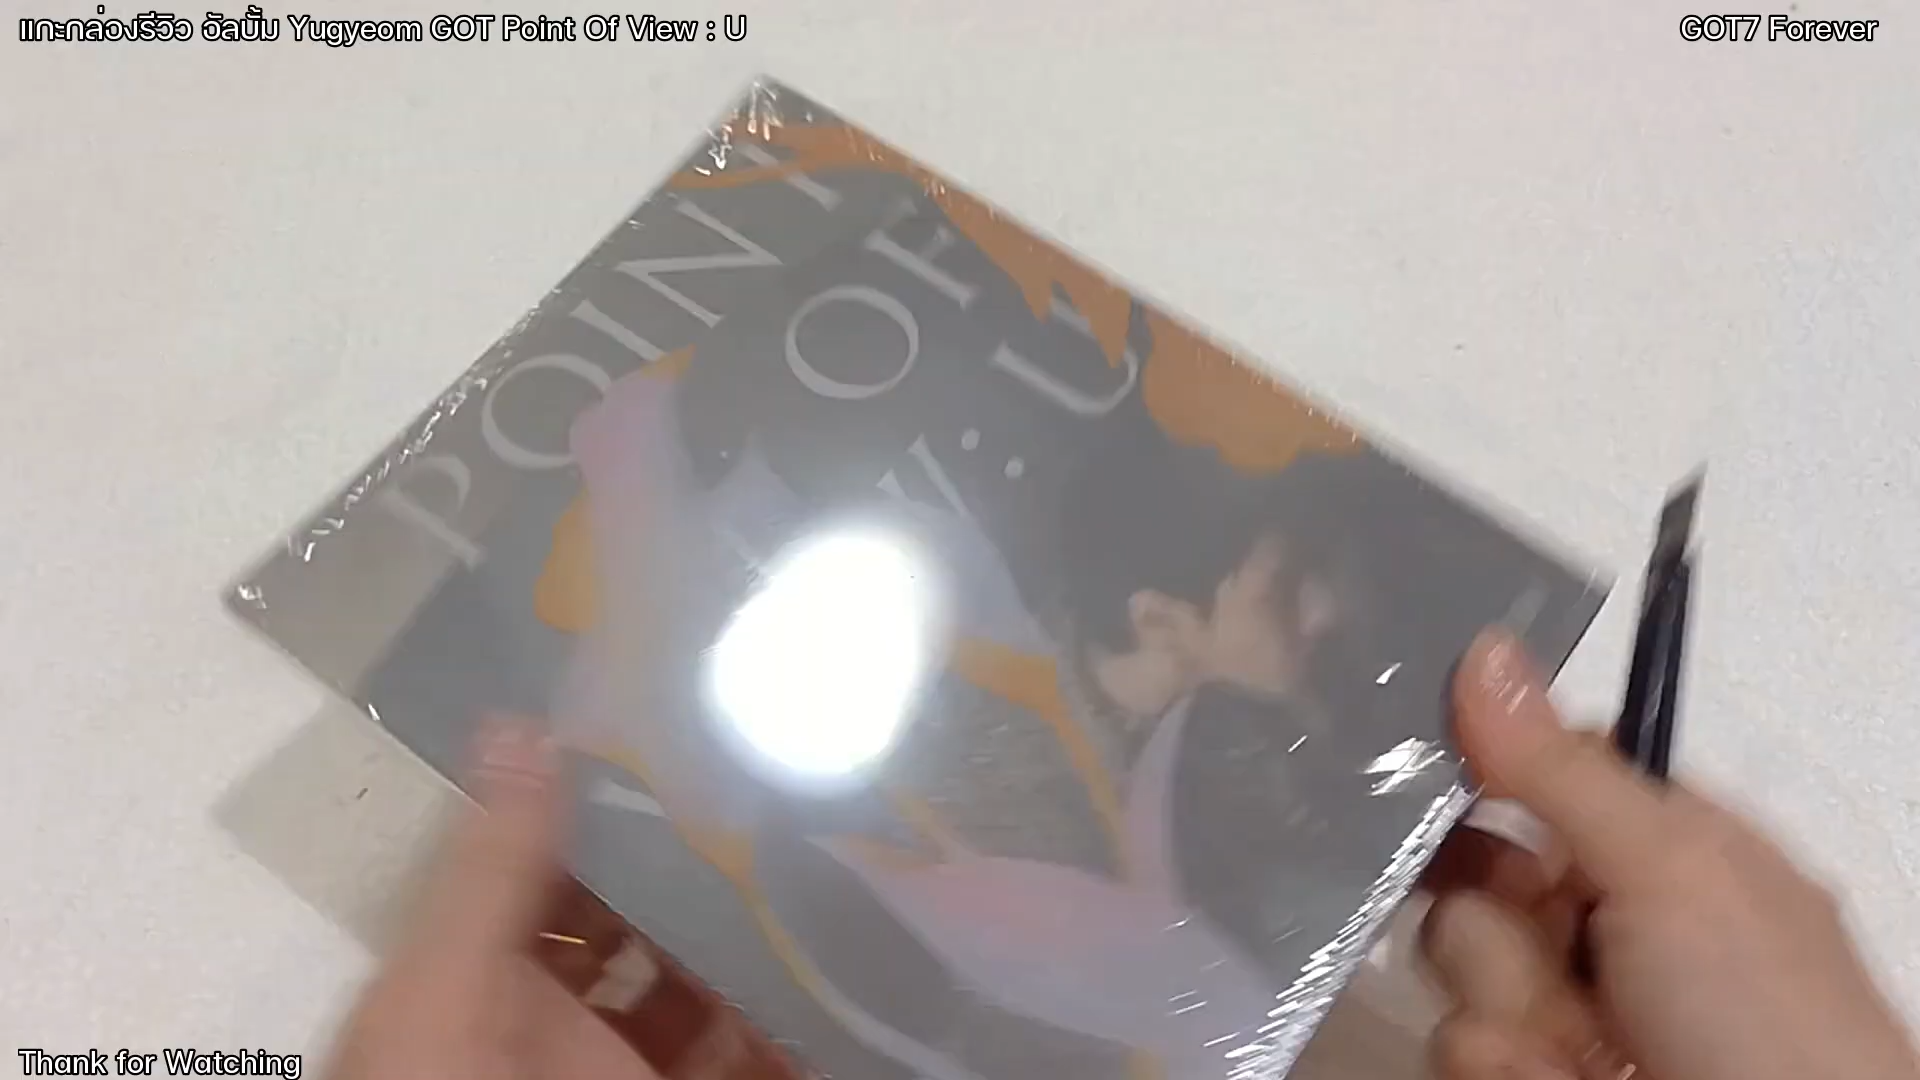 แกะกล่องรีวิว อัลบั้ม Yugyeom GOT Point Of View : U
GOT7 Forever
POINT
OF
W: U
Thank for Watching